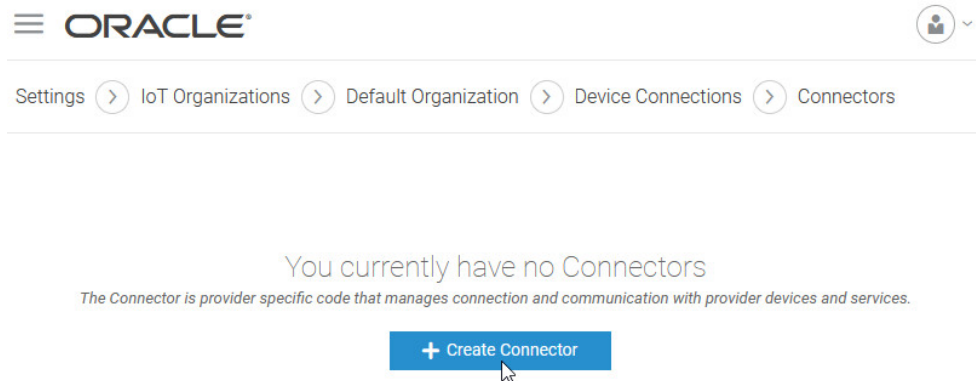 ORACLE®
Settings > IoT Organizations > Default Organization > Device Connections > Connectors
You currently have no Connectors
The Connector is provider specific code that manages connection and communication with provider devices and services.
+ Create Connector